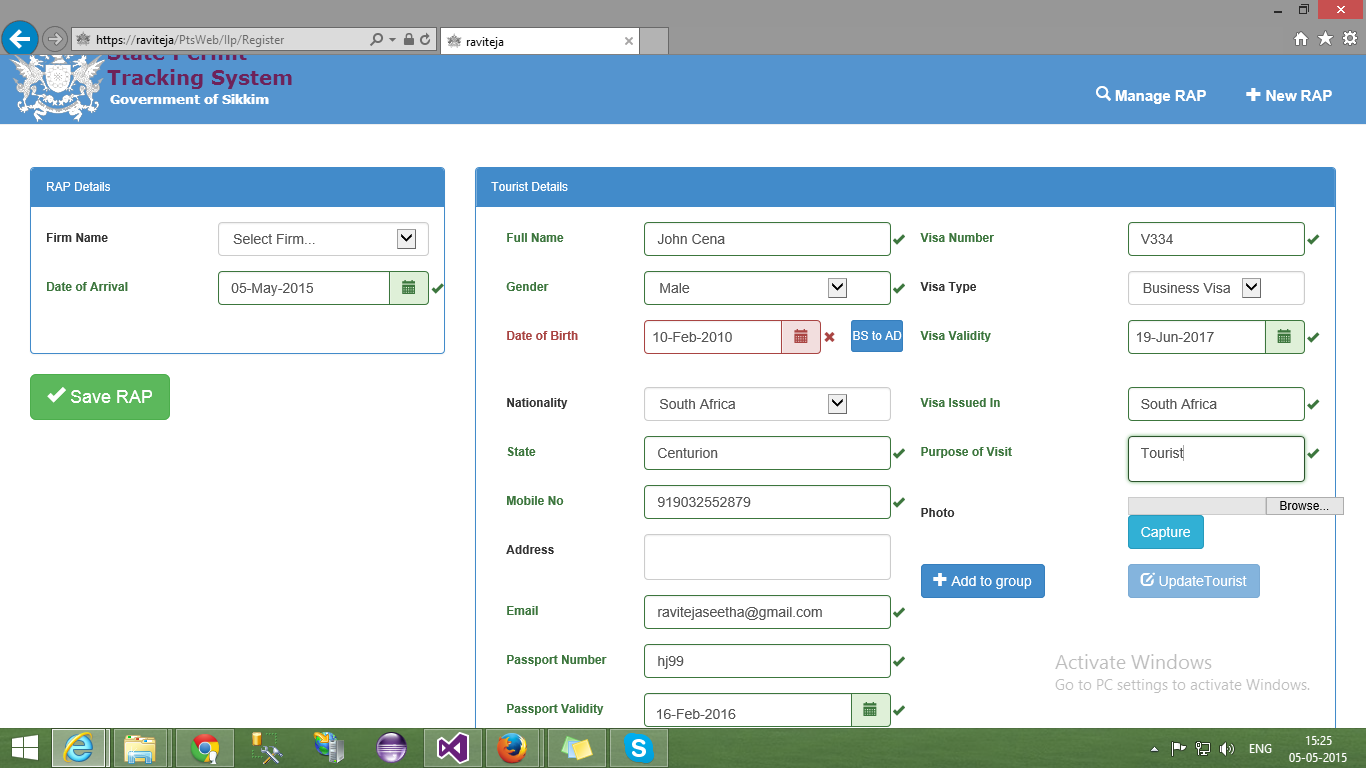 https://raviteja/PtsWeb/Ilp/Register
raviteja
State Permit
Tracking System
Government of Sikkim
Manage RAP
New RAP
RAP Details
Firm Name
Select Firm...
Date of Arrival
05-May-2015
Save RAP
Tourist Details
Full Name
John Cena
Visa Number
V334
Gender
Male
Visa Type
Business Visa
Date of Birth
10-Feb-2010
BS to AD
Visa Validity
19-Jun-2017
Nationality
South Africa
Visa Issued In
South Africa
State
Centurion
Purpose of Visit
Tourist
Mobile No
919032552879
Photo
Browse...
Capture
Address
Add to group
UpdateTourist
Email
ravitejaseetha@gmail.com
Passport Number
hj99
Passport Validity
16-Feb-2016
Activate Windows
Go to PC settings to activate Windows.
ENG
15:25
05-05-2015